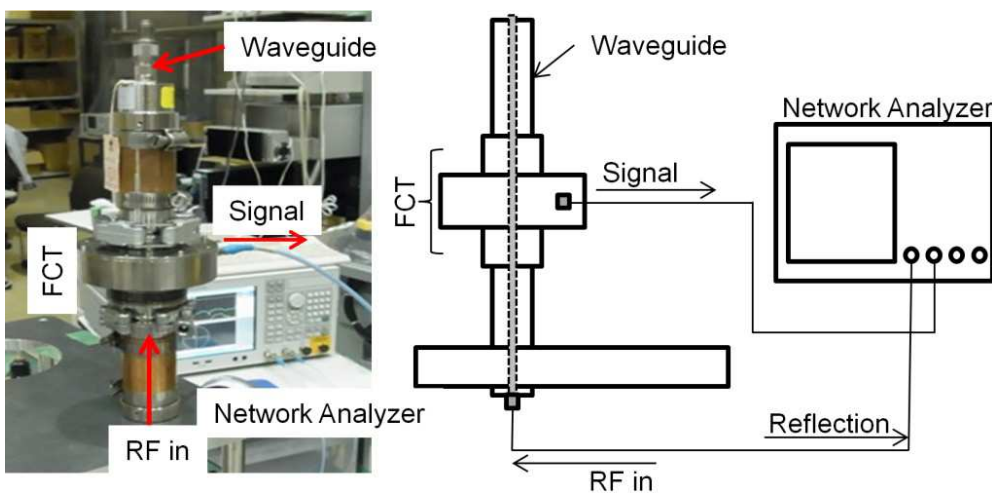 Waveguide
Signal
FCT
Network Analyzer
RF in
Waveguide
Network Analyzer
FCT
Signal
Reflection
RF in